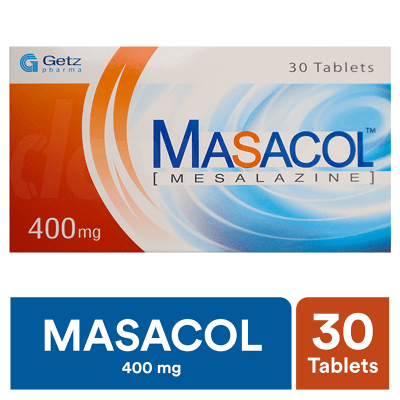 Getz
pharma
30 Tablets
MASACOL™
[MESALAZINE]
400mg
MASACOL
400 mg
30
Tablets